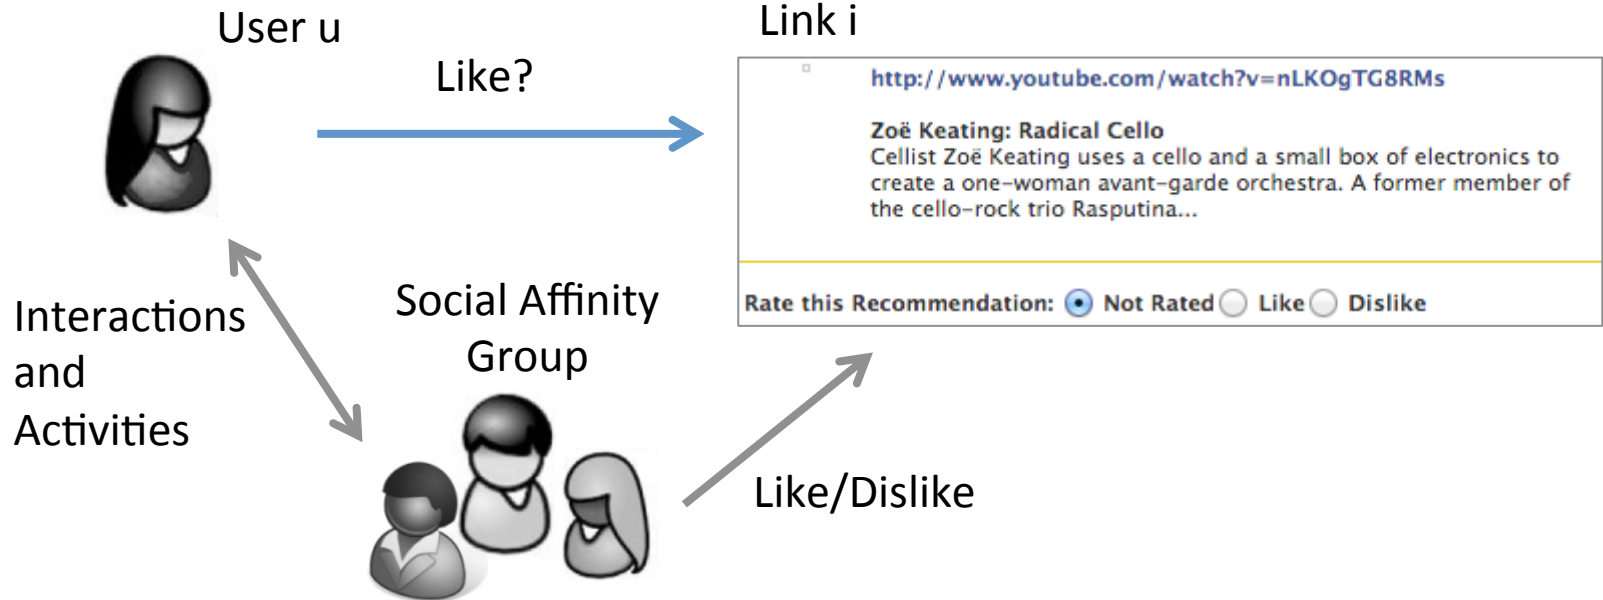 User u
Like?
Link i
http://www.youtube.com/watch?v=nLKOgTG8RMs
Zoë Keating: Radical Cello
Cellist Zoë Keating uses a cello and a small box of electronics to
create a one-woman avant-garde orchestra. A former member of
the cello-rock trio Rasputina...
Rate this Recommendation: Not Rated Like Dislike
Interactions
and
Activities
Social Affinity
Group
Like/Dislike